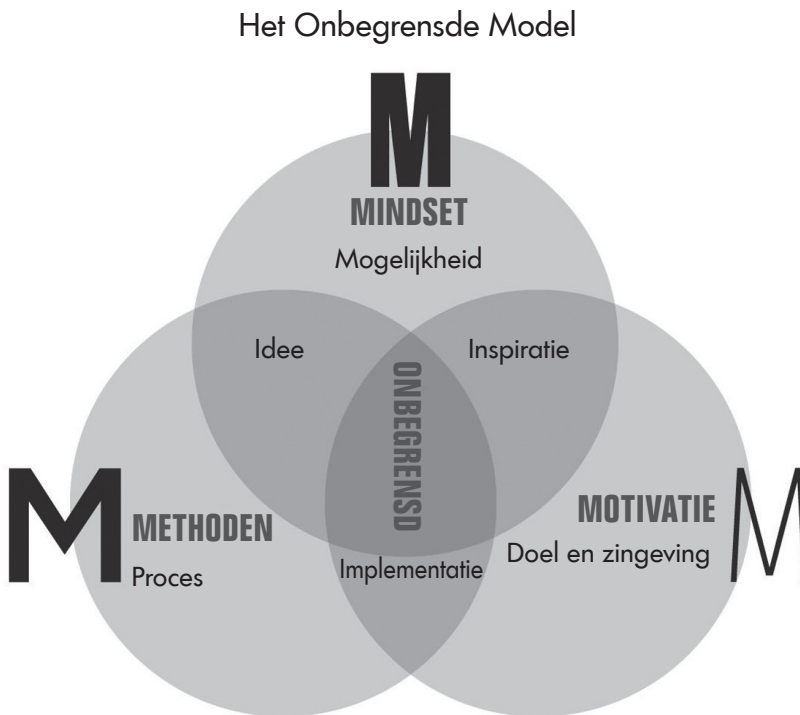 Het Onbegrensde Model
M
MINDSET
Mogelijkheid
Idee
Inspiratie
ONBEGRENSD
M
METHODEN
Proces
Implementatie
MOTIVATIE
Doel en zingeving
M